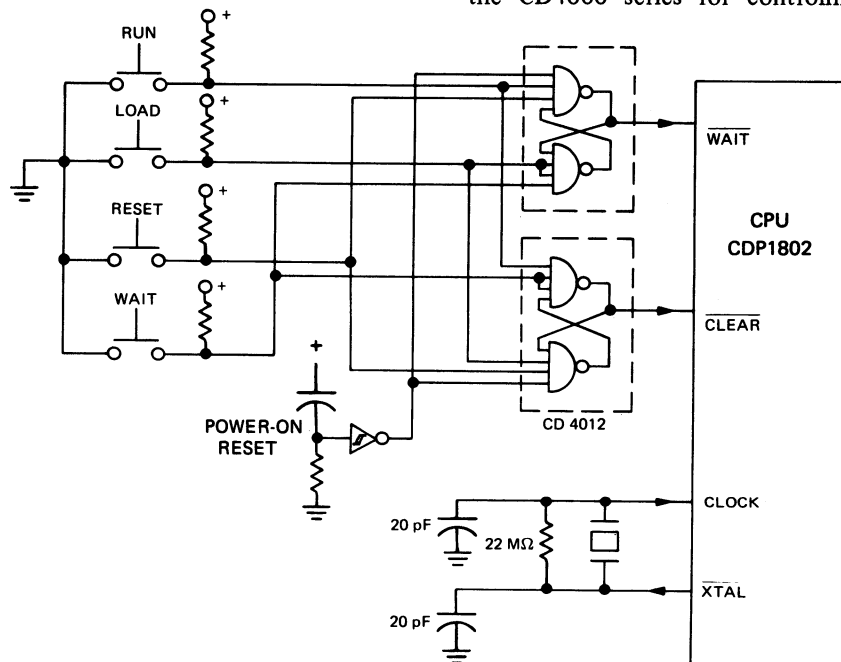 the CD4000 series for controlli
RUN
+
LOAD
+
RESET
+
WAIT
+
+
POWER-ON
RESET
CD 4012
WAIT
CPU
CDP1802
CLEAR
CLOCK
20 pF
22 MΩ
XTAL
20 pF